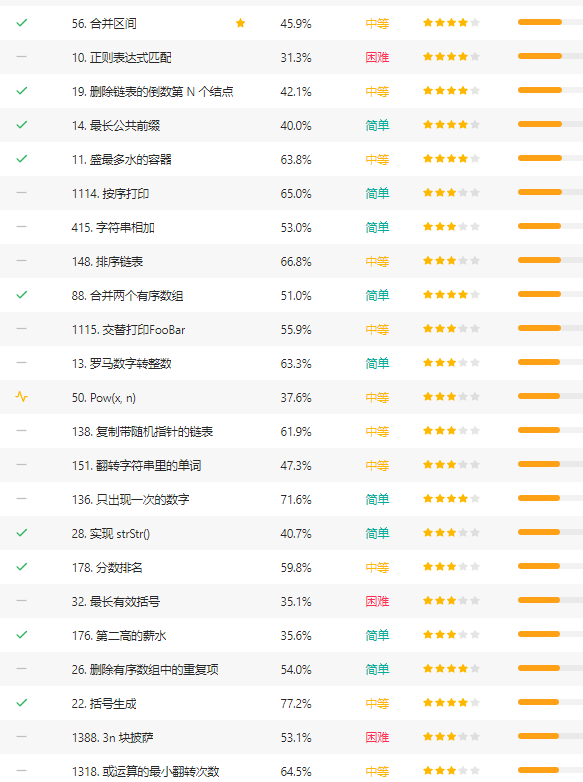 56. 合并区间 45.9% 中等
10. 正则表达式匹配 31.3% 困难
19. 删除链表的倒数第 N 个结点 42.1% 中等
14. 最长公共前缀 40.0% 简单
11. 盛最多水的容器 63.8% 中等
1114. 按序打印 65.0% 简单
415. 字符串相加 53.0% 简单
148. 排序链表 66.8% 中等
88. 合并两个有序数组 51.0% 简单
1115. 交替打印FooBar 55.9% 中等
13. 罗马数字转整数 63.3% 简单
50. Pow(x, n) 37.6% 中等
138. 复制带随机指针的链表 61.9% 中等
151. 翻转字符串里的单词 47.3% 中等
136. 只出现一次的数字 71.6% 简单
28. 实现 strStr() 40.7% 简单
178. 分数排名 59.8% 中等
32. 最长有效括号 35.1% 困难
176. 第二高的薪水 35.6% 简单
26. 删除有序数组中的重复项 54.0% 简单
22. 括号生成 77.2% 中等
1388. 3n 块披萨 53.1% 困难
1318. 或运算的最小翻转次数 64.5% 中等